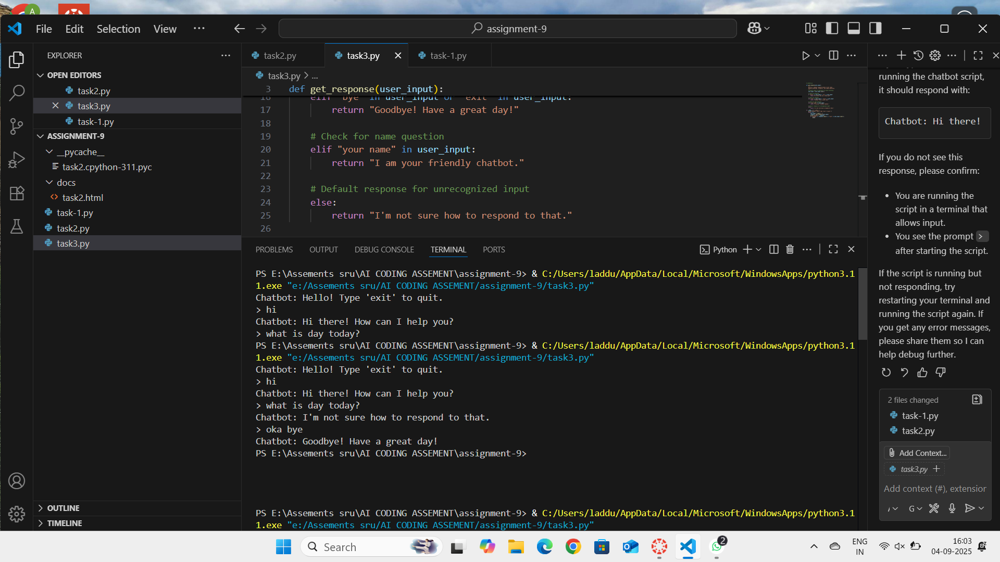 A
File Edit Selection View ...
assignment-9
EXPLORER
OPEN EDITORS
task2.py
task3.py
task-1.py
ASSIGNMENT-9
__pycache__
task2.cpython-311.pyc
docs
task2.html
task-1.py
task2.py
task3.py
OUTLINE
TIMELINE
task2.py
task3.py
task-1.py
task3.py > ...
3 def get_response(user_input):
16 elif "bye" in user_input or "exit" in user_input:
17 return "Goodbye! Have a great day!"
18
19 # Check for name question
20 elif "your name" in user_input:
21 return "I am your friendly chatbot."
22
23 # Default response for unrecognized input
24 else:
25 return "I'm not sure how to respond to that."
26
PROBLEMS OUTPUT DEBUG CONSOLE TERMINAL PORTS
Python
PS E:\Assements sru\AI CODING ASSEMENT\assignment-9> & C:/Users/laddu/AppData/Local/Microsoft/WindowsApps/python3.1
1.exe "e:/Assements sru/AI CODING ASSEMENT/assignment-9/task3.py"
Chatbot: Hello! Type 'exit' to quit.
> hi
Chatbot: Hi there! How can I help you?
> what is day today?
PS E:\Assements sru\AI CODING ASSEMENT\assignment-9> & C:/Users/laddu/AppData/Local/Microsoft/WindowsApps/python3.1
1.exe "e:/Assements sru/AI CODING ASSEMENT/assignment-9/task3.py"
Chatbot: Hello! Type 'exit' to quit.
> hi
Chatbot: Hi there! How can I help you?
> what is day today?
Chatbot: I'm not sure how to respond to that.
> oka bye
Chatbot: Goodbye! Have a great day!
PS E:\Assements sru\AI CODING ASSEMENT\assignment-9>
PS E:\Assements sru\AI CODING ASSEMENT\assignment-9> & C:/Users/laddu/AppData/Local/Microsoft/WindowsApps/python3.1
1.exe "e:/Assements sru/AI CODING ASSEMENT/assignment-9/task3.py"
running the chatbot script,
it should respond with:
Chatbot: Hi there!
If you do not see this
response, please confirm:
• You are running the
script in a terminal that
allows input.
• You see the prompt >
after starting the script.
If the script is running but
not responding, try
restarting your terminal and
running the script again. If
you get any error messages,
please share them so I can
help debug further.
2 files changed
task-1.py
task2.py
Add Context...
task3.py +
Add context (#), extension
G
Search
2
ENG
IN
16:03
04-09-2025